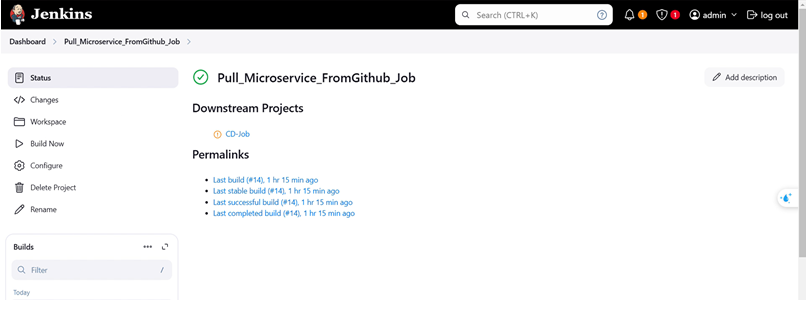 Jenkins
Search (CTRL+K)
?
1
1
admin
log out
Dashboard > Pull_Microservice_FromGithub_Job >
Status
Changes
Workspace
Build Now
Configure
Delete Project
Rename
Builds
Filter
/
Today
Pull_Microservice_FromGithub_Job
Add description
Downstream Projects
CD-Job
Permalinks
Last build (#14), 1 hr 15 min ago
Last stable build (#14), 1 hr 15 min ago
Last successful build (#14), 1 hr 15 min ago
Last completed build (#14), 1 hr 15 min ago